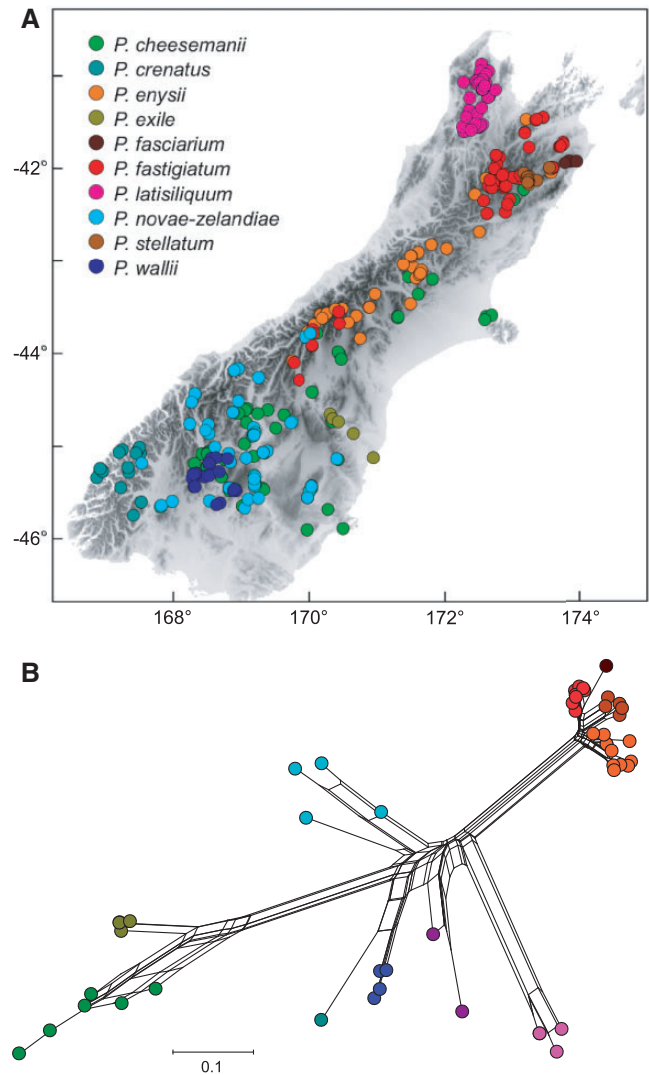 A
P. cheesemanii
P. crenatus
P. enysii
P. exile
P. fasciarium
P. fastigiatum
P. latisiliquum
P. novae-zelandiae
P. stellatum
P. wallii
-42°
-44°
-46°
168°
170°
172°
174°
B
0.1